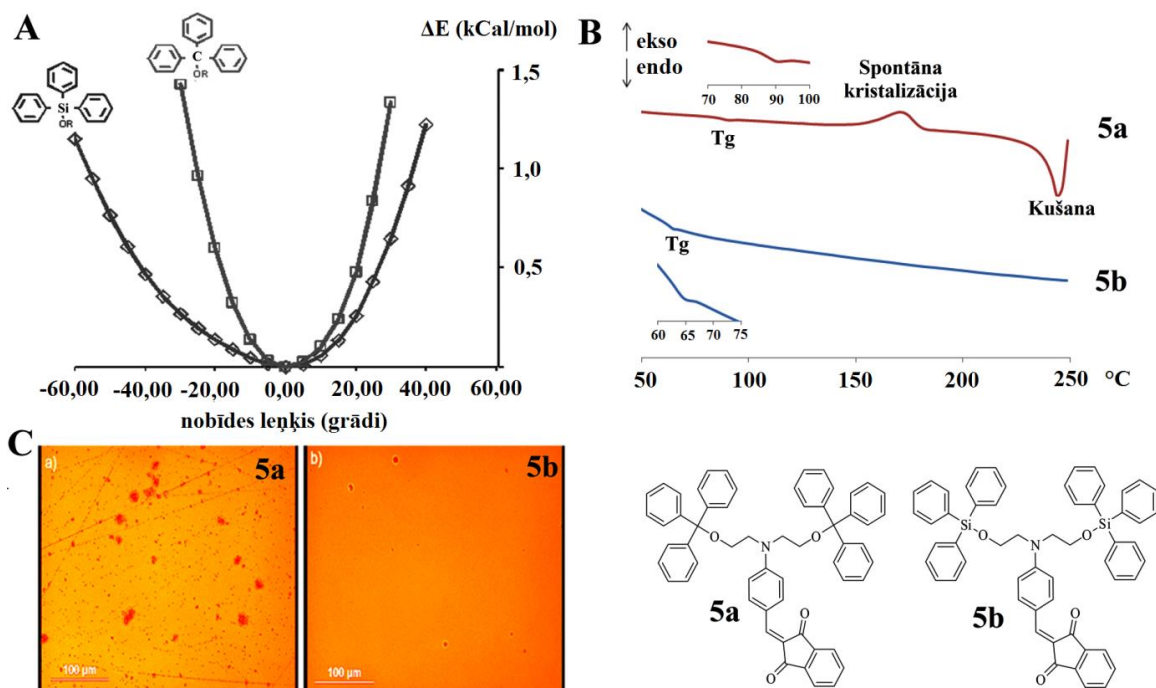 A
ΔE (kCal/mol)
C
OR
Si
OR
1,5
1,0
0,5
-60,00 -40,00 -20,00 0,00 20,00 40,00 60,00
nobīdes leņķis (grādi)
B
ekso
endo
70 80 90 100
Spontāna
kristalizācija
5a
Tg
Kušana
Tg
5b
60 65 70 75
50 100 150 200 250 °C
C
a) 5a
100 µm
b) 5b
100 µm
O N O
5a
O
O
Si O N O Si
5b
O
O